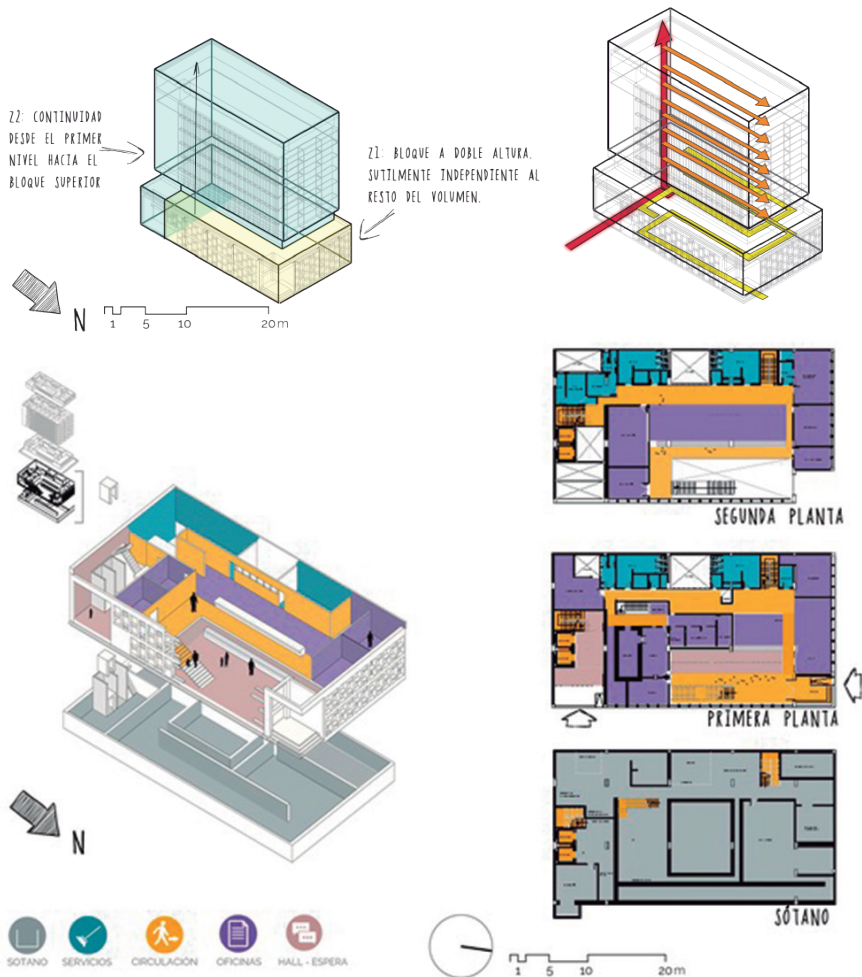 Z2: CONTINUIDAD
DESDE EL PRIMER
NIVEL HACIA EL
BLOQUE SUPERIOR
Z1: BLOQUE A DOBLE ALTURA.
SUTILMENTE INDEPENDIENTE AL
RESTO DEL VOLUMEN.
N
1 5 10 20m
SEGUNDA PLANTA
PRIMERA PLANTA
N
SÓTANO
SOTANO SERVICIOS CIRCULACIÓN OFICINAS HALL - ESPERA
1 5 10 20 m